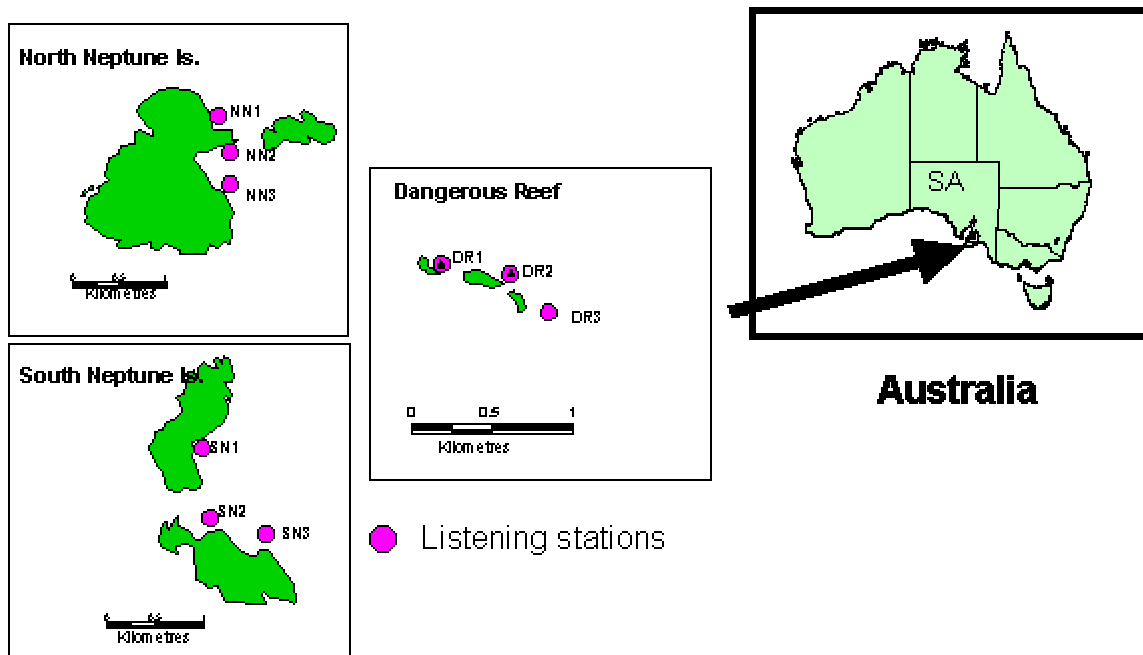 North Neptune Is.
NN1
NN2
NN3
Kilometres
South Neptune Is.
SN1
SN2
SN3
Kilometres
Dangerous Reef
DR1
DR2
DR3
0 0.5 1
Kilometres
Listening stations
SA
Australia